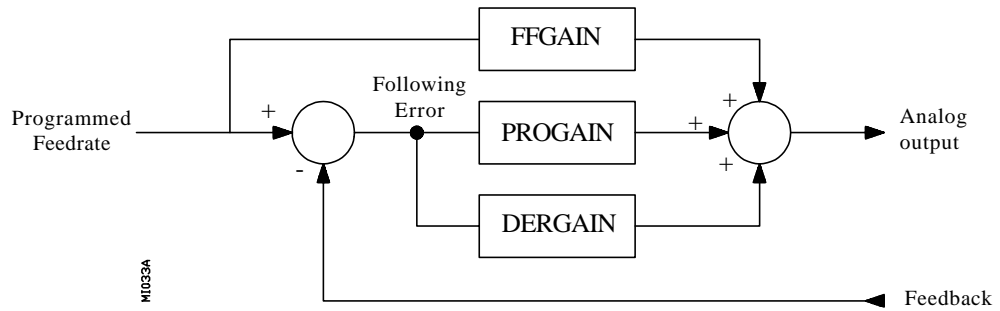 FFGAIN
Following
Error
Programmed
Feedrate
+
-
PROGAIN
+
+
+
Analog
output
DERGAIN
MI033A
Feedback